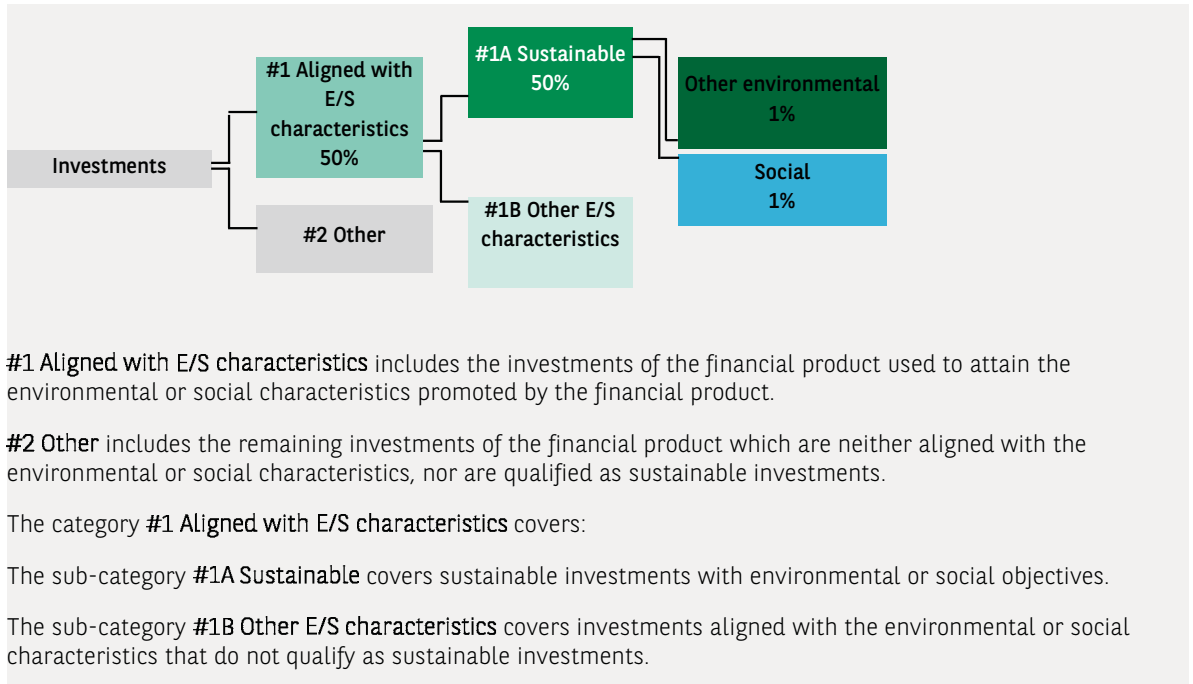 #1A Sustainable
50%
#1 Aligned with
E/S
characteristics
50%
Other environmental
1%
Investments
Social
1%
#1B Other E/S
characteristics
#2 Other
#1 Aligned with E/S characteristics includes the investments of the financial product used to attain the
environmental or social characteristics promoted by the financial product.
#2 Other includes the remaining investments of the financial product which are neither aligned with the
environmental or social characteristics, nor are qualified as sustainable investments.
The category #1 Aligned with E/S characteristics covers:
The sub-category #1A Sustainable covers sustainable investments with environmental or social objectives.
The sub-category #1B Other E/S characteristics covers investments aligned with the environmental or social
characteristics that do not qualify as sustainable investments.